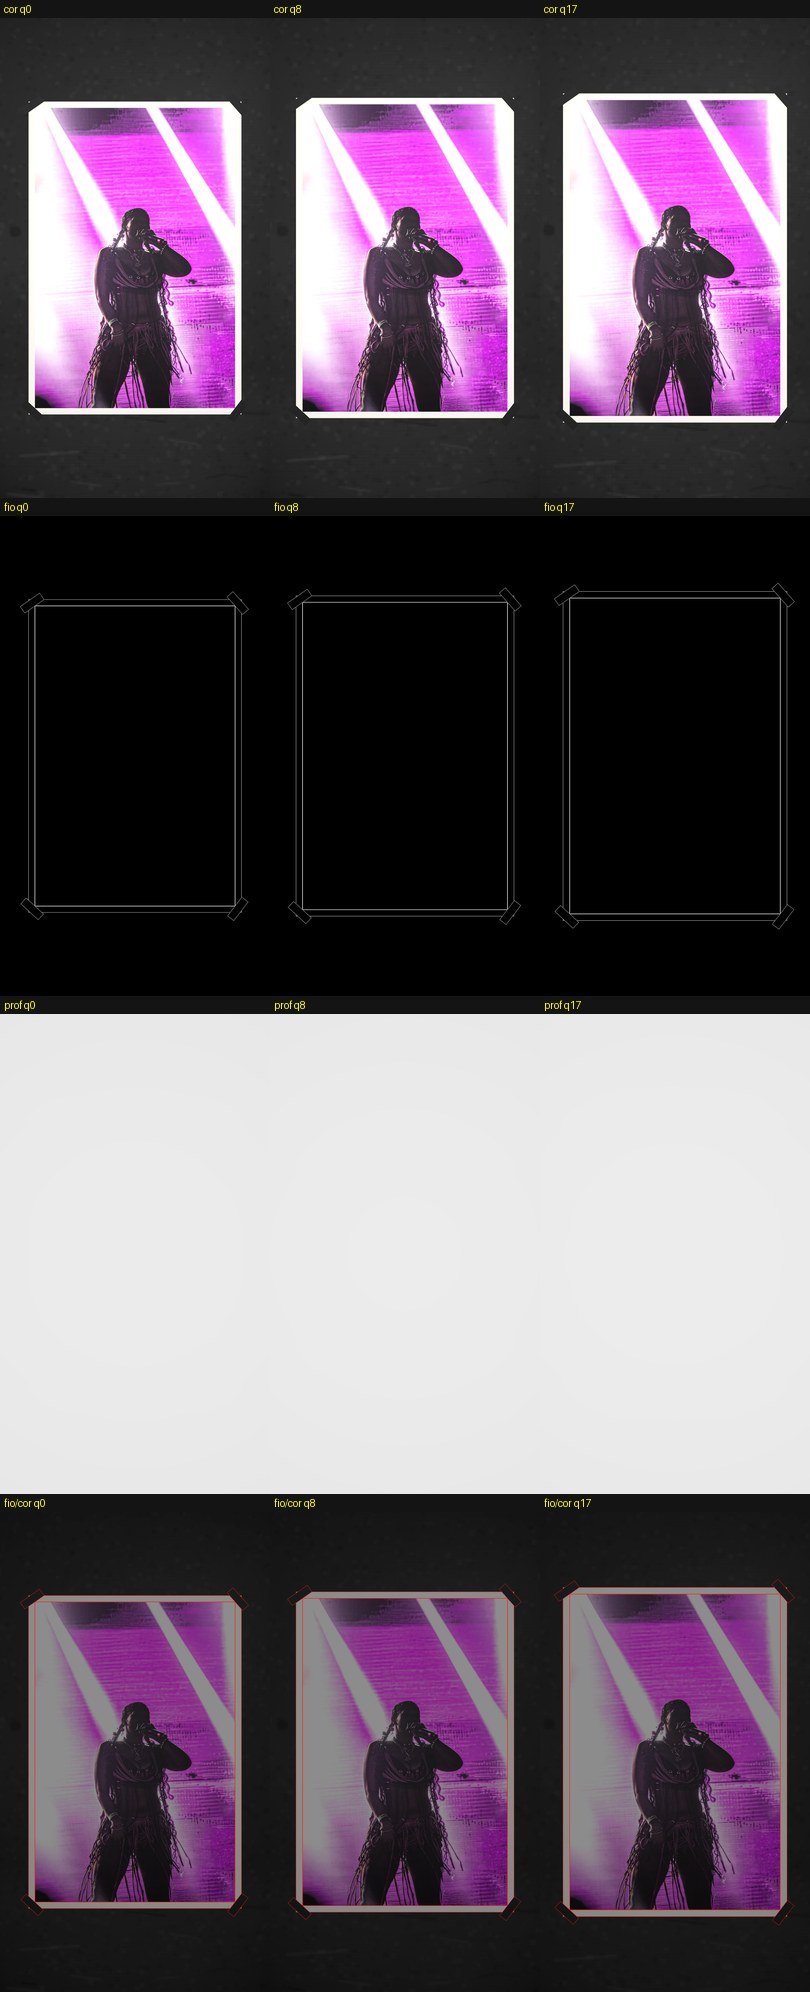 cor q0
cor q8
cor q17
fio q0
fio q8
fio q17
prof q0
prof q8
prof q17
fio/cor q0
fio/cor q8
fio/cor q17